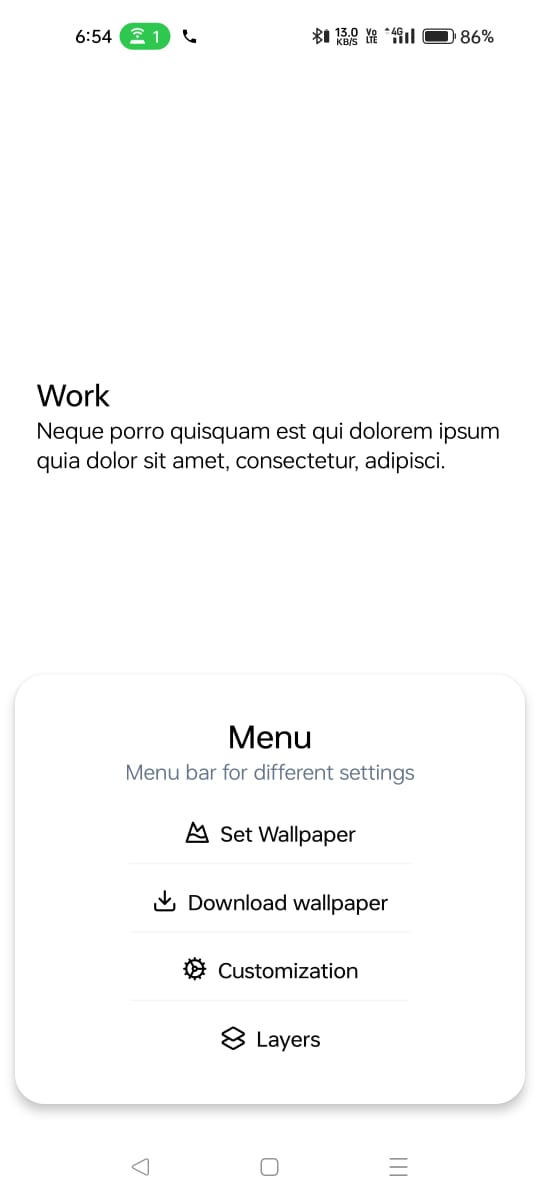 6:54 1 13.0 KB/S Vo LTE 4G 86%
Work
Neque porro quisquam est qui dolorem ipsum
quia dolor sit amet, consectetur, adipisci.
Menu
Menu bar for different settings
Set Wallpaper
Download wallpaper
Customization
Layers